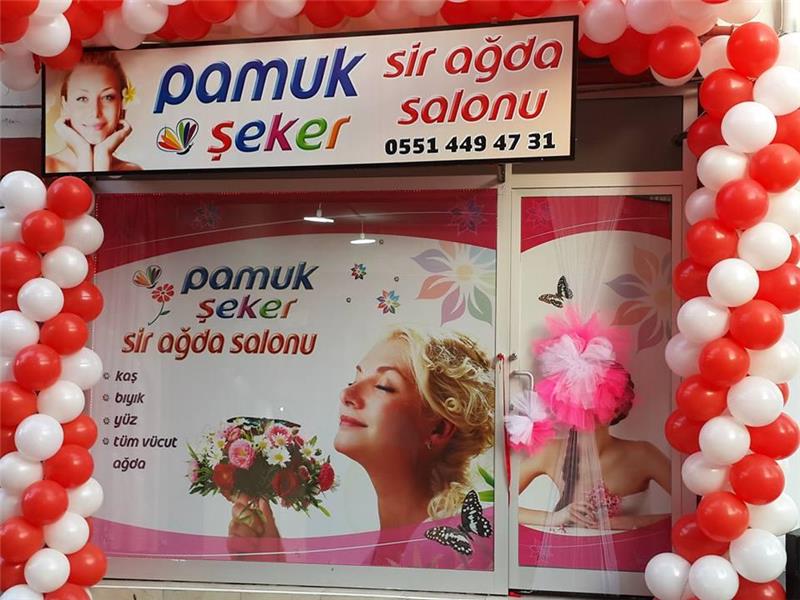 pamuk
şeker
sir ağda
salonu
0551 449 47 31
pamuk
şeker
sir ağda salonu
kaş
bıyık
yüz
tüm vücut
ağda